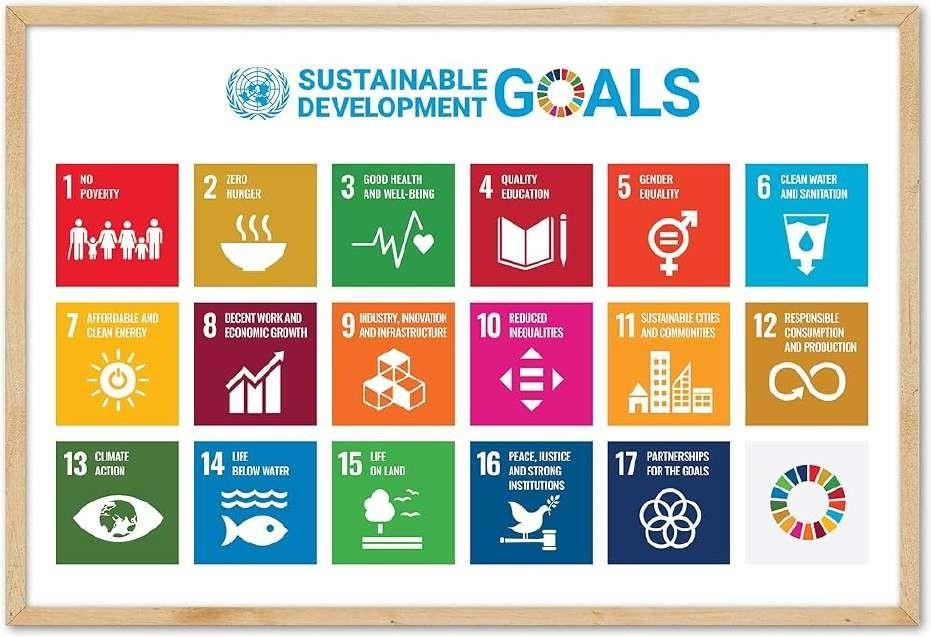 SUSTAINABLE
DEVELOPMENT
GOALS
1 NO
POVERTY
2 ZERO
HUNGER
3 GOOD HEALTH
AND WELL-BEING
4 QUALITY
EDUCATION
5 GENDER
EQUALITY
6 CLEAN WATER
AND SANITATION
7 AFFORDABLE AND
CLEAN ENERGY
8 DECENT WORK AND
ECONOMIC GROWTH
9 INDUSTRY, INNOVATION
AND INFRASTRUCTURE
10 REDUCED
INEQUALITIES
11 SUSTAINABLE CITIES
AND COMMUNITIES
12 RESPONSIBLE
CONSUMPTION
AND PRODUCTION
13 CLIMATE
ACTION
14 LIFE
BELOW WATER
15 LIFE
ON LAND
16 PEACE, JUSTICE
AND STRONG
INSTITUTIONS
17 PARTNERSHIPS
FOR THE GOALS